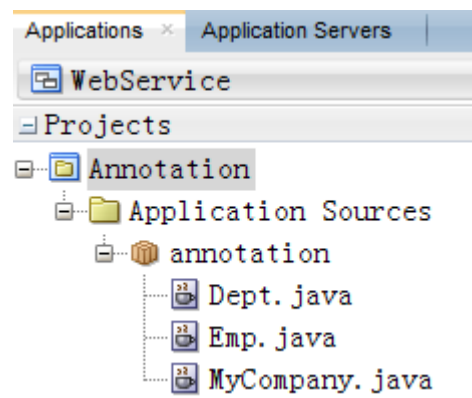 Applications × Application Servers
WebService
Projects
Annotation
Application Sources
annotation
Dept.java
Emp.java
MyCompany.java